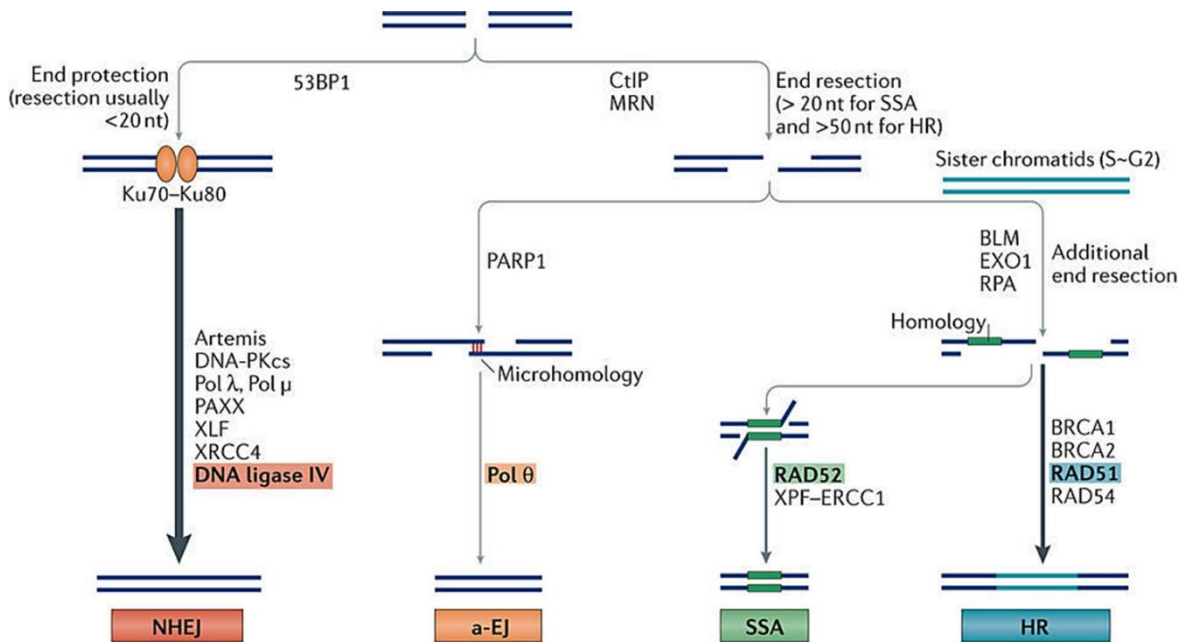 End protection
(resection usually
<20 nt)
53BP1
CtIP
MRN
End resection
(> 20 nt for SSA
and >50 nt for HR)
Ku70–Ku80
Sister chromatids (S~G2)
PARP1
BLM
EXO1
RPA
Additional
end resection
Homology
Microhomology
Artemis
DNA-PKcs
Pol λ, Pol μ
PAXX
XLF
XRCC4
DNA ligase IV
Pol θ
RAD52
XPF–ERCC1
BRCA1
BRCA2
RAD51
RAD54
NHEJ
a-EJ
SSA
HR